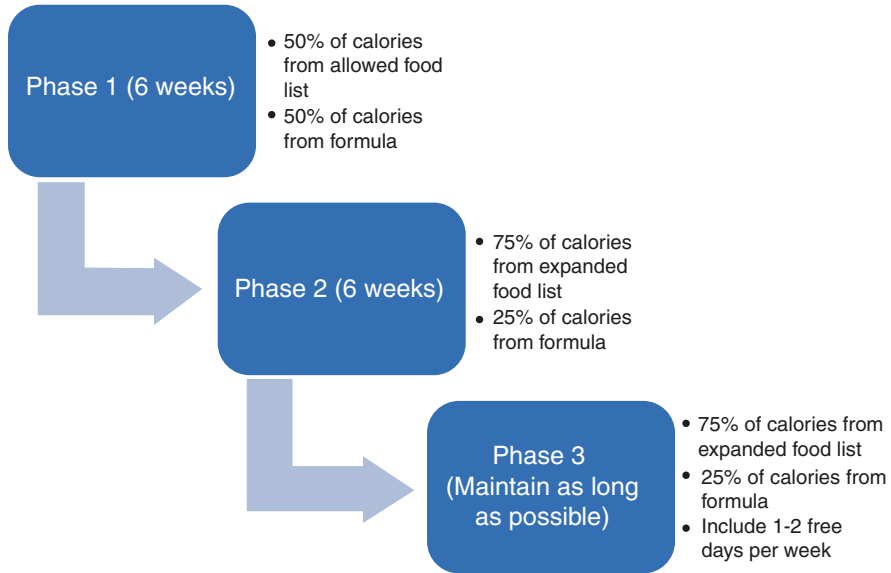 Phase 1 (6 weeks)
• 50% of calories
from allowed food
list
• 50% of calories
from formula
Phase 2 (6 weeks)
• 75% of calories
from expanded
food list
• 25% of calories
from formula
Phase 3
(Maintain as long
as possible)
• 75% of calories from
expanded food list
• 25% of calories from
formula
• Include 1-2 free
days per week